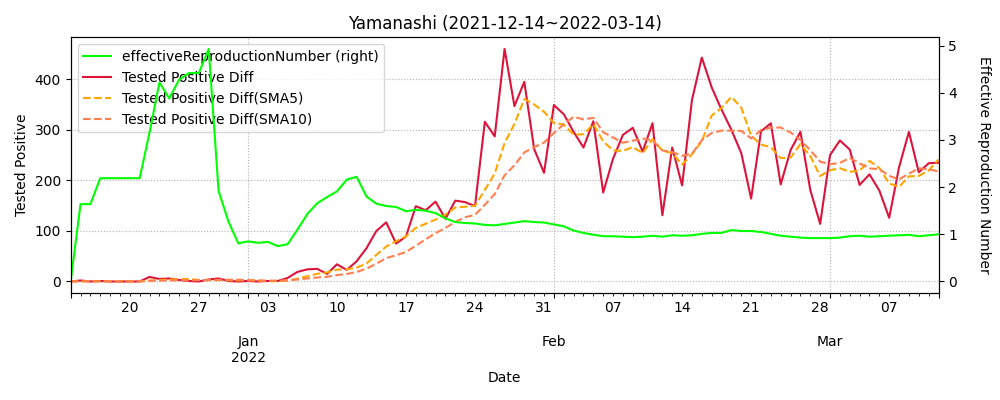 Yamanashi (2021-12-14~2022-03-14)
effectiveReproductionNumber (right)
Tested Positive Diff
Tested Positive Diff(SMA5)
Tested Positive Diff(SMA10)
Tested Positive
400
300
200
100
0
Effective Reproduction Number
5
4
3
2
1
0
20 27 03 10 17 24 31 07 14 21 28 07
Jan Feb Mar
2022
Date